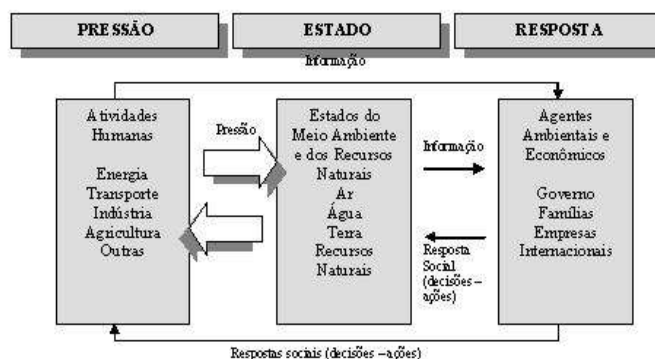 PRESSÃO
ESTADO
RESPOSTA
Informação
Atividades
Humanas
Energia
Transporte
Indústria
Agricultura
Outras
Pressão
Estados do
Meio Ambiente
e dos Recursos
Naturais
Ar
Água
Terra
Recursos
Naturais
Informação
Resposta
Social
(decisões –
ações)
Agentes
Ambientais e
Econômicos
Governo
Famílias
Empresas
Internacionais
Respostas sociais (decisões – ações)